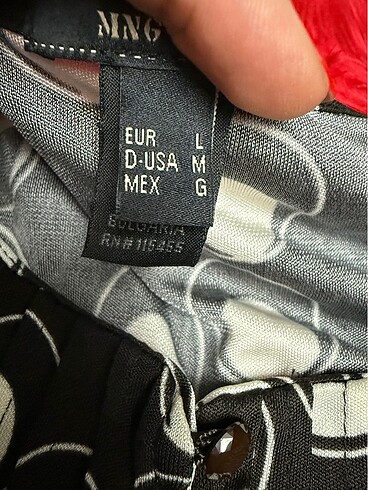 MNG
EUR L
D-USA M
MEX G
BULGARIA
RN# 115455